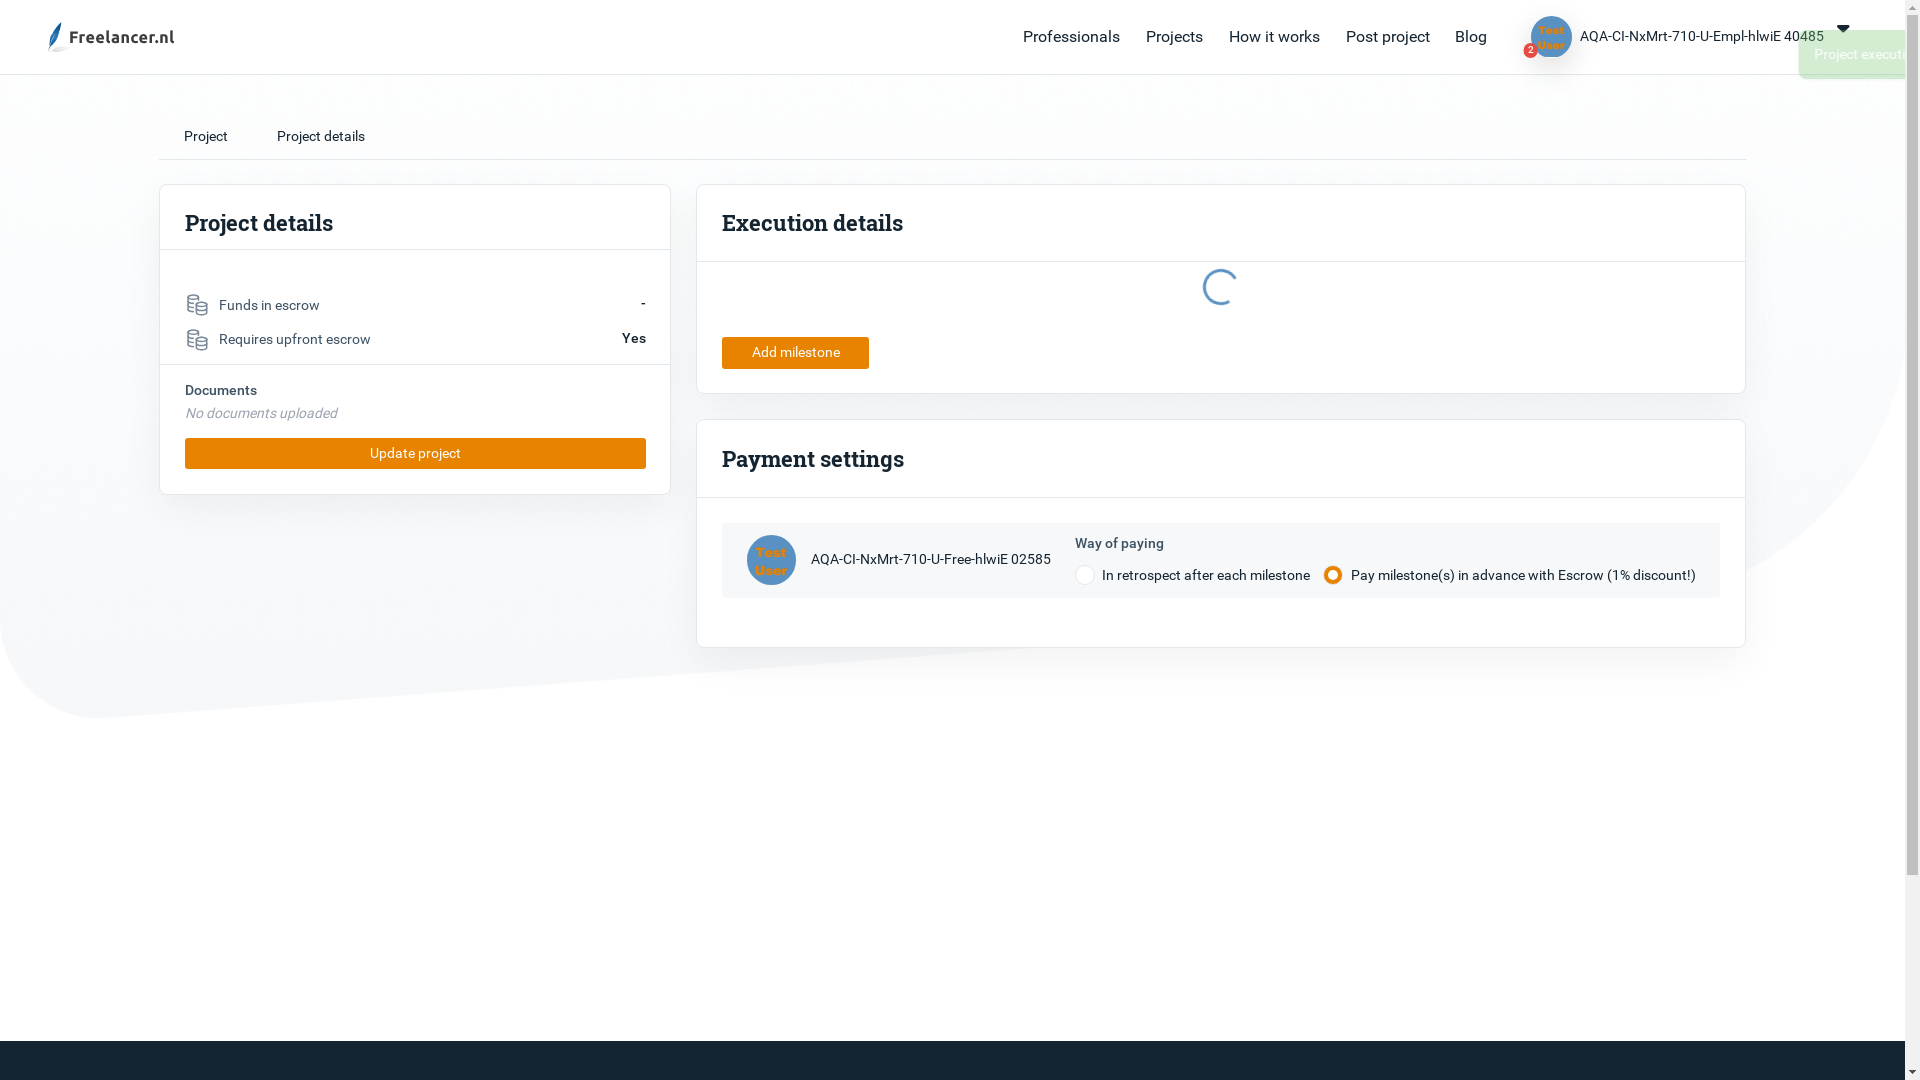 Freelancer.nl
Professionals
Projects
How it works
Post project
Blog
Test
User
2
AQA-CI-NxMrt-710-U-Empl-hlwiE 40485
Project
Project
Project details
Project details
Funds in escrow
-
Requires upfront escrow
Yes
Documents
No documents uploaded
Update project
Execution details
Add milestone
Payment settings
Test
User
AQA-CI-NxMrt-710-U-Free-hlwiE 02585
Way of paying
In retrospect after each milestone
Pay milestone(s) in advance with Escrow (1% discount!)